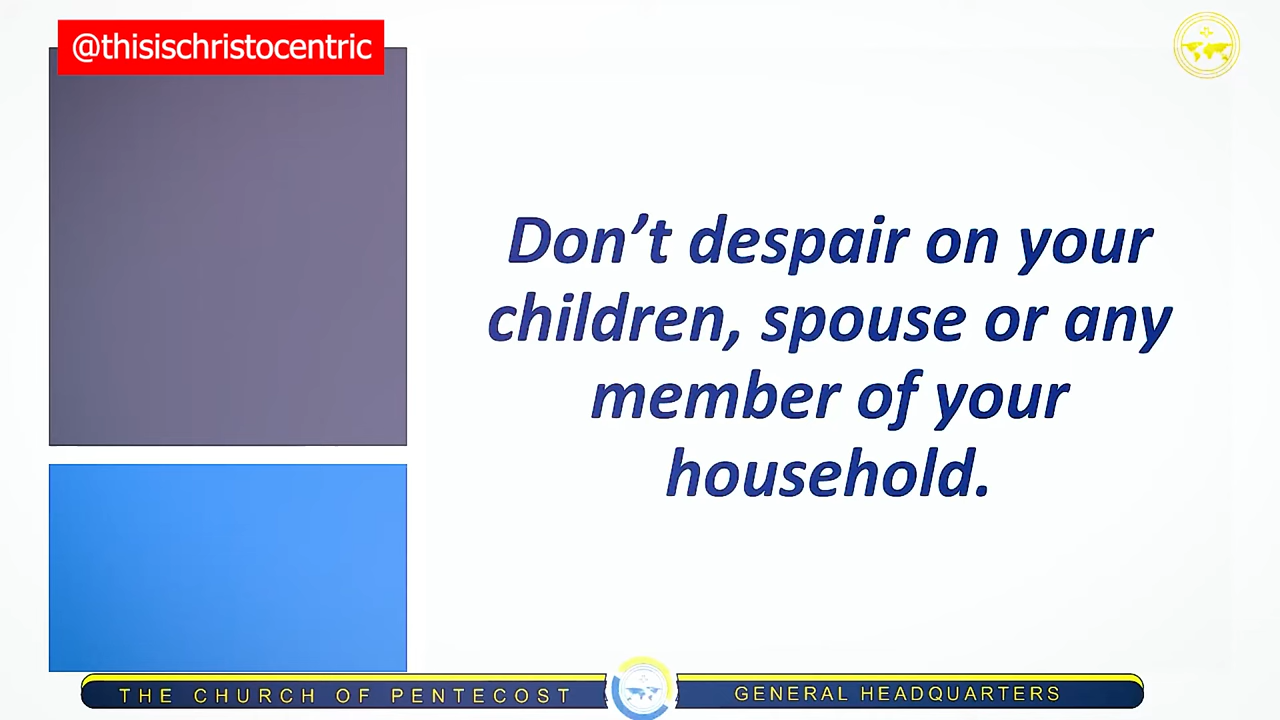 @thisischristocentric
Don’t despair on your
children, spouse or any
member of your
household.
THE CHURCH OF PENTECOST
GENERAL HEADQUARTERS